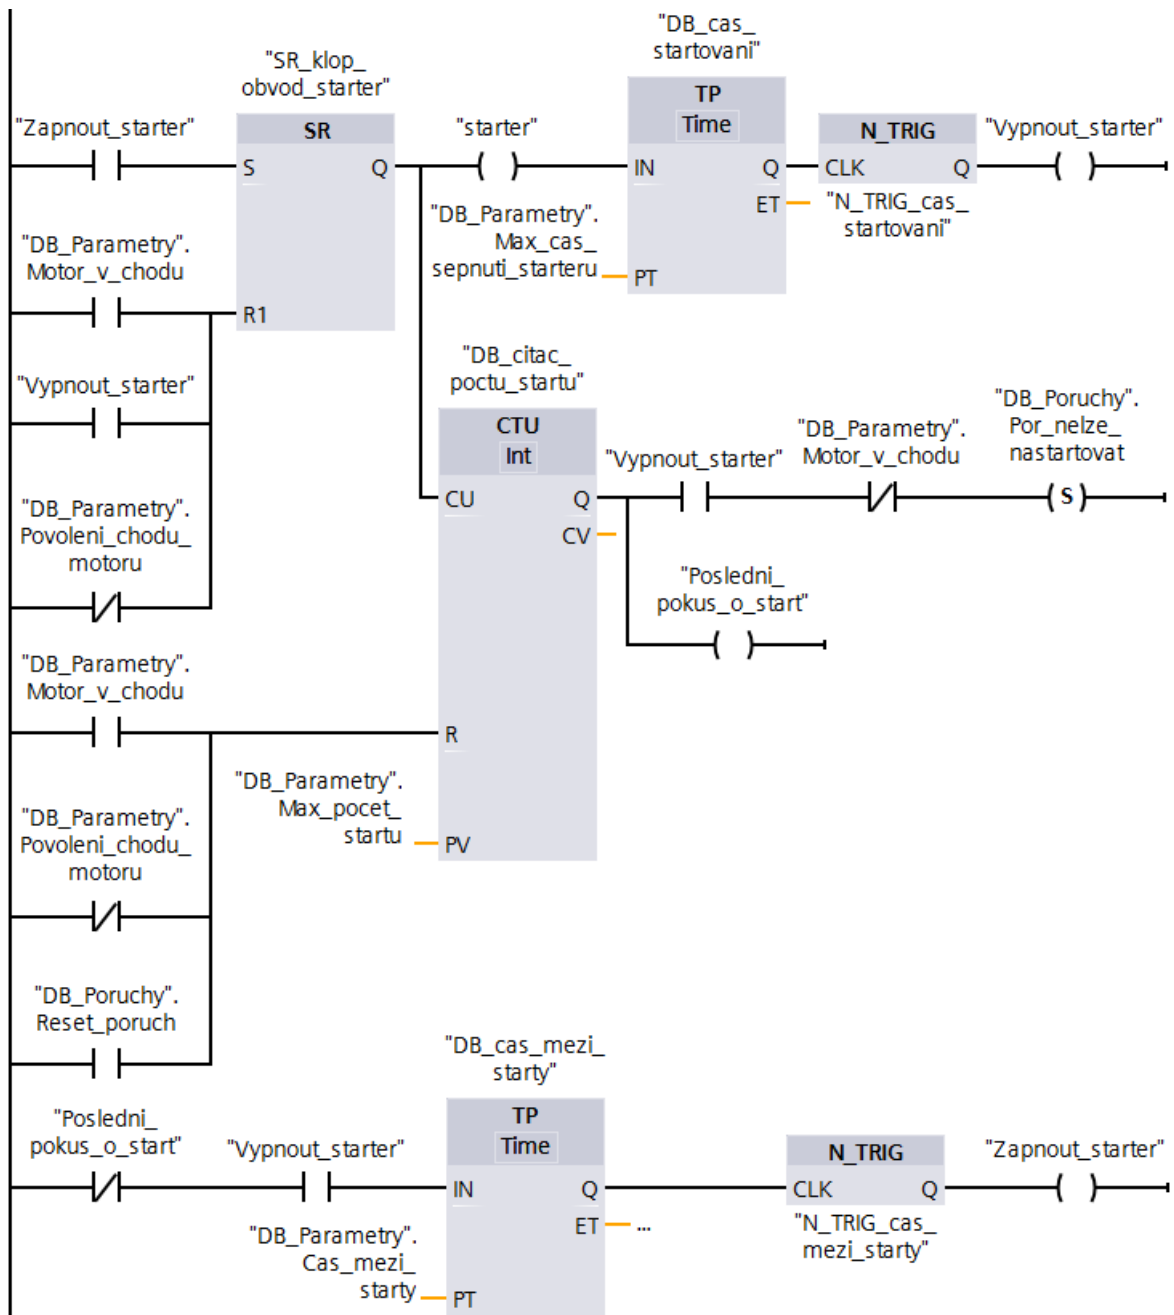 "DB_cas_
startovani"
"SR_klop_
obvod_starter"
TP
Time
"Zapnout_starter"
SR
"starter"
N_TRIG
"Vypnout_starter"
S
Q
IN
Q
CLK
Q
ET
"N_TRIG_cas_
startovani"
"DB_Parametry".
Max_cas_
sepnuti_starteru
PT
"DB_Parametry".
Motor_v_chodu
R1
"Vypnout_starter"
"DB_citac_
poctu_startu"
CTU
Int
"Vypnout_starter"
"DB_Parametry".
Motor_v_chodu
"DB_Poruchy".
Por_nelze_
nastartovat
CU
Q
S
CV
"DB_Parametry".
Povoleni_chodu_
motoru
"Posledni_
pokus_o_start"
"DB_Parametry".
Motor_v_chodu
R
"DB_Parametry".
Max_pocet_
startu
PV
"DB_Parametry".
Povoleni_chodu_
motoru
"DB_Poruchy".
Reset_poruch
"DB_cas_mezi_
starty"
TP
Time
"Posledni_
pokus_o_start"
"Vypnout_starter"
N_TRIG
"Zapnout_starter"
IN
Q
CLK
Q
ET
...
"N_TRIG_cas_
mezi_starty"
"DB_Parametry".
Cas_mezi_
starty
PT